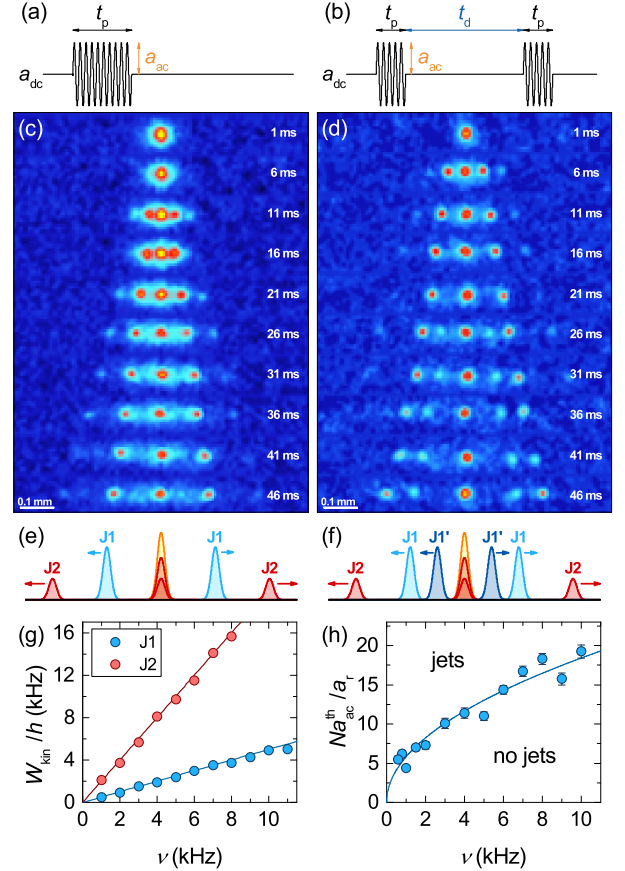 (a)
t_p
a_ac
a_dc
(b)
t_p
t_d
t_p
a_ac
a_dc
(c)
1 ms
6 ms
11 ms
16 ms
21 ms
26 ms
31 ms
36 ms
41 ms
46 ms
0.1 mm
(d)
1 ms
6 ms
11 ms
16 ms
21 ms
26 ms
31 ms
36 ms
41 ms
46 ms
0.1 mm
(e)
J2 J1 J1 J2
(f)
J2 J1 J1' J1' J1 J2
(g)
W_kin/h (kHz)
16
12
8
4
0
J1
J2
0 2 4 6 8 10
ν (kHz)
(h)
Na_ac^th/a_r
20
15
10
5
0
jets
no jets
0 2 4 6 8 10
ν (kHz)